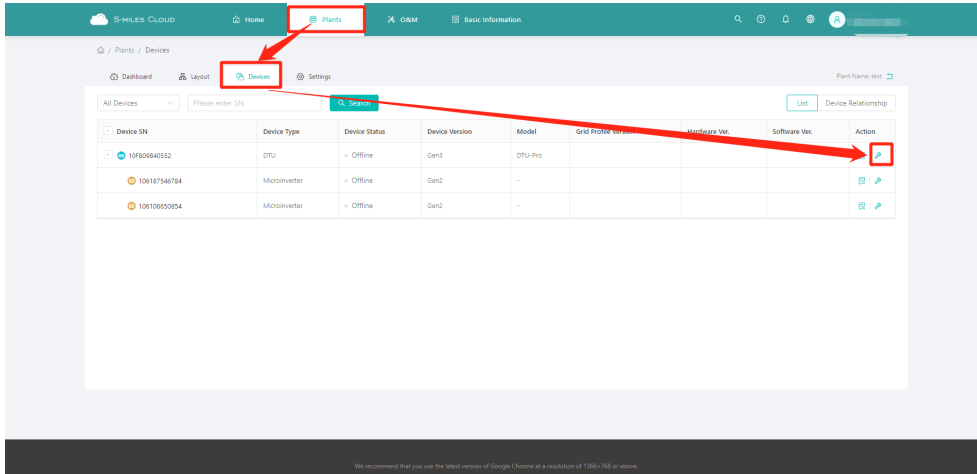 S-MILES CLOUD Home Plants O&M Basic Information
/ Plants / Devices
Dashboard Layout Devices Settings Plant Name: text
All Devices Please enter SN. Search List Device Relationship
Device SN Device Type Device Status Device Version Model Grid Profile Version Hardware Ver. Software Ver. Action
10F809840552 DTU Offline Gen3 DTU-Pro
106187546784 Microinverter Offline Gen2 -
106108650854 Microinverter Offline Gen2 -
We recommend that you use the latest version of Google Chrome at a resolution of 1366×768 or above.